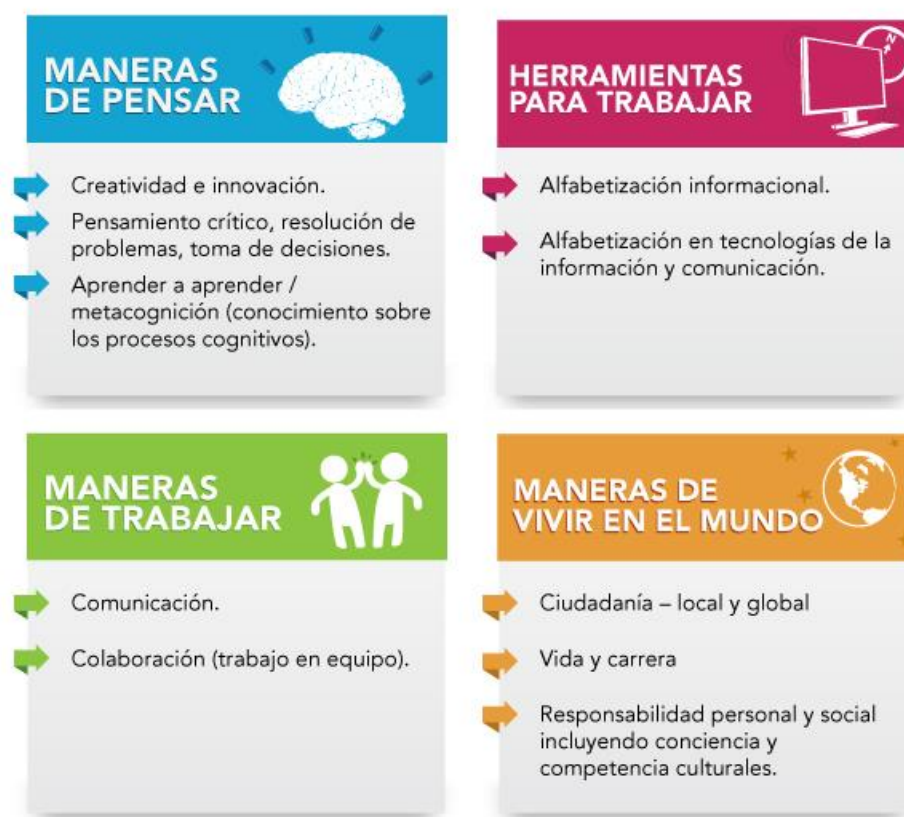 MANERAS
DE PENSAR
Creatividad e innovación.
Pensamiento crítico, resolución de
problemas, toma de decisiones.
Aprender a aprender /
metacognición (conocimiento sobre
los procesos cognitivos).
HERRAMIENTAS
PARA TRABAJAR
N
Alfabetización informacional.
Alfabetización en tecnologías de la
información y comunicación.
MANERAS
DE TRABAJAR
Comunicación.
Colaboración (trabajo en equipo).
MANERAS DE
VIVIR EN EL MUNDO
Ciudadanía – local y global
Vida y carrera
Responsabilidad personal y social
incluyendo conciencia y
competencia culturales.